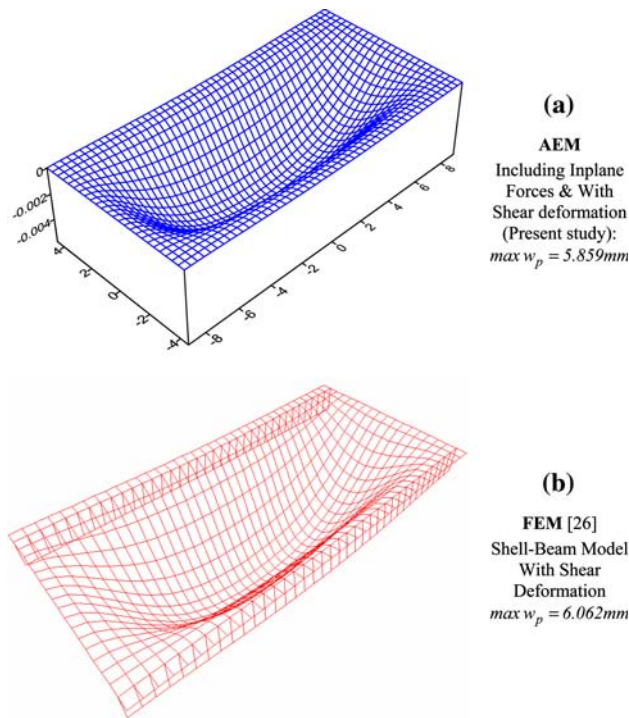 (a)
AEM
Including Inplane
Forces & With
Shear deformation
(Present study):
max w_p = 5.859mm
0
-0.002
-0.004
4
2
0
-2
-4
-8
-6
-4
-2
0
2
4
6
8
(b)
FEM [26]
Shell-Beam Model
With Shear
Deformation
max w_p = 6.062mm